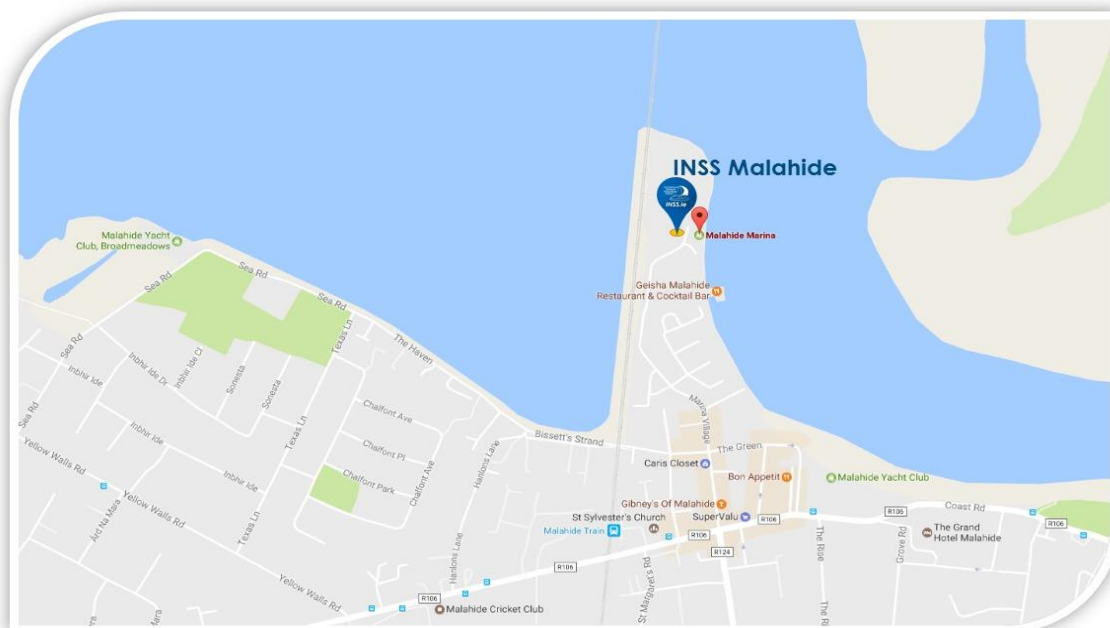 INSS Malahide
INSS.ie
Malahide Marina
Malahide Yacht
Club, Broadmeadows
Geisha Malahide
Restaurant & Cocktail Bar
Sea Rd
Sea Rd
Sea Rd
Sea Rd
Texas Ln
The Haven
Inbhir Ide
Inbhir Ide Dr
Inbhir Ide Cl
Sonesta
Sonesta
Chalfont Ave
Marina Village
Inbhir Ide
Texas Ln
Chalfont Pl
Hanlons Lane
Bissett's Strand
The Green
Yellow Walls Rd
Chalfont Park
Chalfont Ave
Inbhir Ide
Caris Closet
Bon Appetit
Malahide Yacht Club
Ard Na Mara
Yellow Walls Rd
Texas Ln
Gibney's Of Malahide
St Sylvester's Church
SuperValu
R106
R106
Coast Rd
R106
Malahide Train
R106
R124
The Rise
Grove Rd
The Grand
Hotel Malahide
Hanlons Lane
R106
St Margaret's Rd
Yellow Walls Rd
R106
Malahide Cricket Club
The Ri
Mara